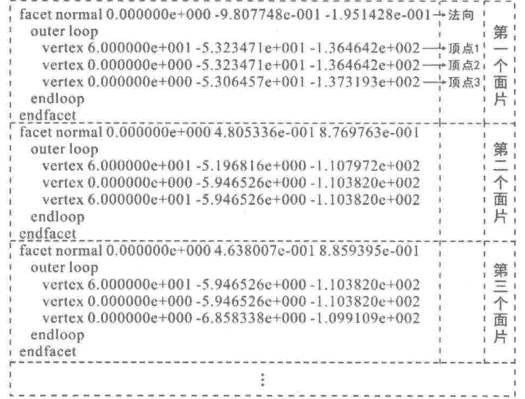 facet normal 0.000000e+000 -9.807748e-001 -1.951428e-001 法向
outer loop
vertex 6.000000e+001 -5.323471e+001 -1.364642e+002 顶点1
vertex 0.000000e+000 -5.323471e+001 -1.364642e+002 顶点2
vertex 0.000000e+000 -5.306457e+001 -1.373193e+002 顶点3
endloop
endfacet
第一个面片
facet normal 0.000000e+000 4.805336e-001 8.769763e-001
outer loop
vertex 6.000000e+001 -5.196816e+000 -1.107972e+002
vertex 0.000000e+000 -5.946526e+000 -1.103820e+002
vertex 6.000000e+001 -5.946526e+000 -1.103820e+002
endloop
endfacet
第二个面片
facet normal 0.000000e+000 4.638007e-001 8.859395e-001
outer loop
vertex 6.000000e+001 -5.946526e+000 -1.103820e+002
vertex 0.000000e+000 -5.946526e+000 -1.103820e+002
vertex 0.000000e+000 -6.858338e+000 -1.099109e+002
endloop
endfacet
第三个面片
⋮